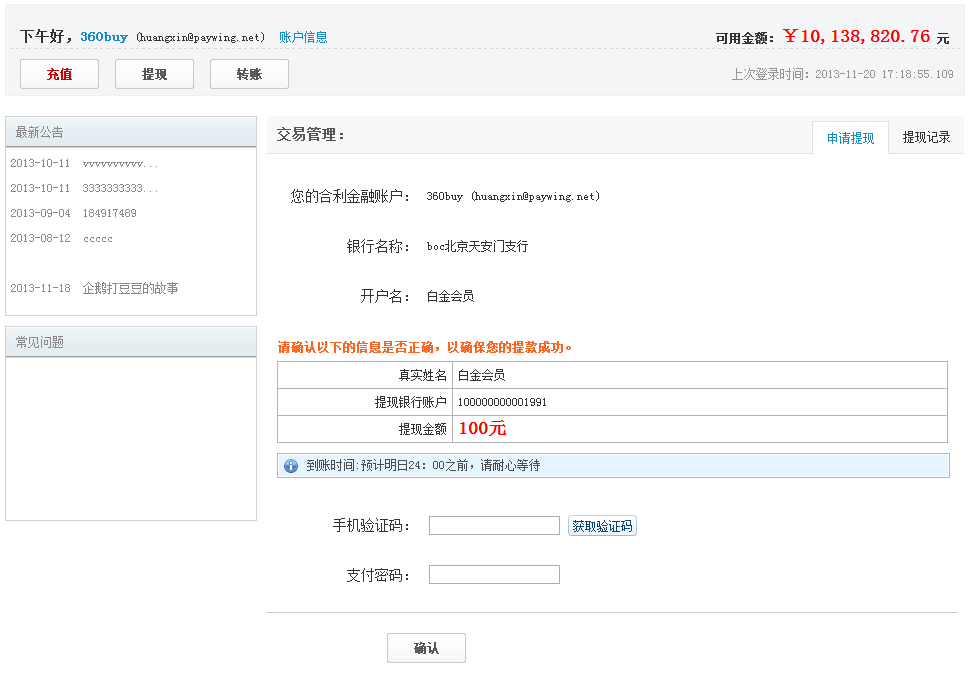 下午好，360buy (huangxin@paywing.net) 账户信息
可用金额：￥10,138,820.76 元
充值 提现 转账
上次登录时间：2013-11-20 17:18:55.109
最新公告
2013-10-11 vvvvvvvvvv...
2013-10-11 3333333333...
2013-09-04 184917489
2013-08-12 ccccc
2013-11-18 企鹅打豆豆的故事
常见问题
交易管理：
申请提现 提现记录
您的合利金融账户： 360buy (huangxin@paywing.net)
银行名称： boc北京天安门支行
开户名： 白金会员
请确认以下的信息是否正确，以确保您的提款成功。
真实姓名 白金会员
提现银行账户 100000000001991
提现金额 100元
到账时间:预计明日24：00之前，请耐心等待
手机验证码： 获取验证码
支付密码：
确认